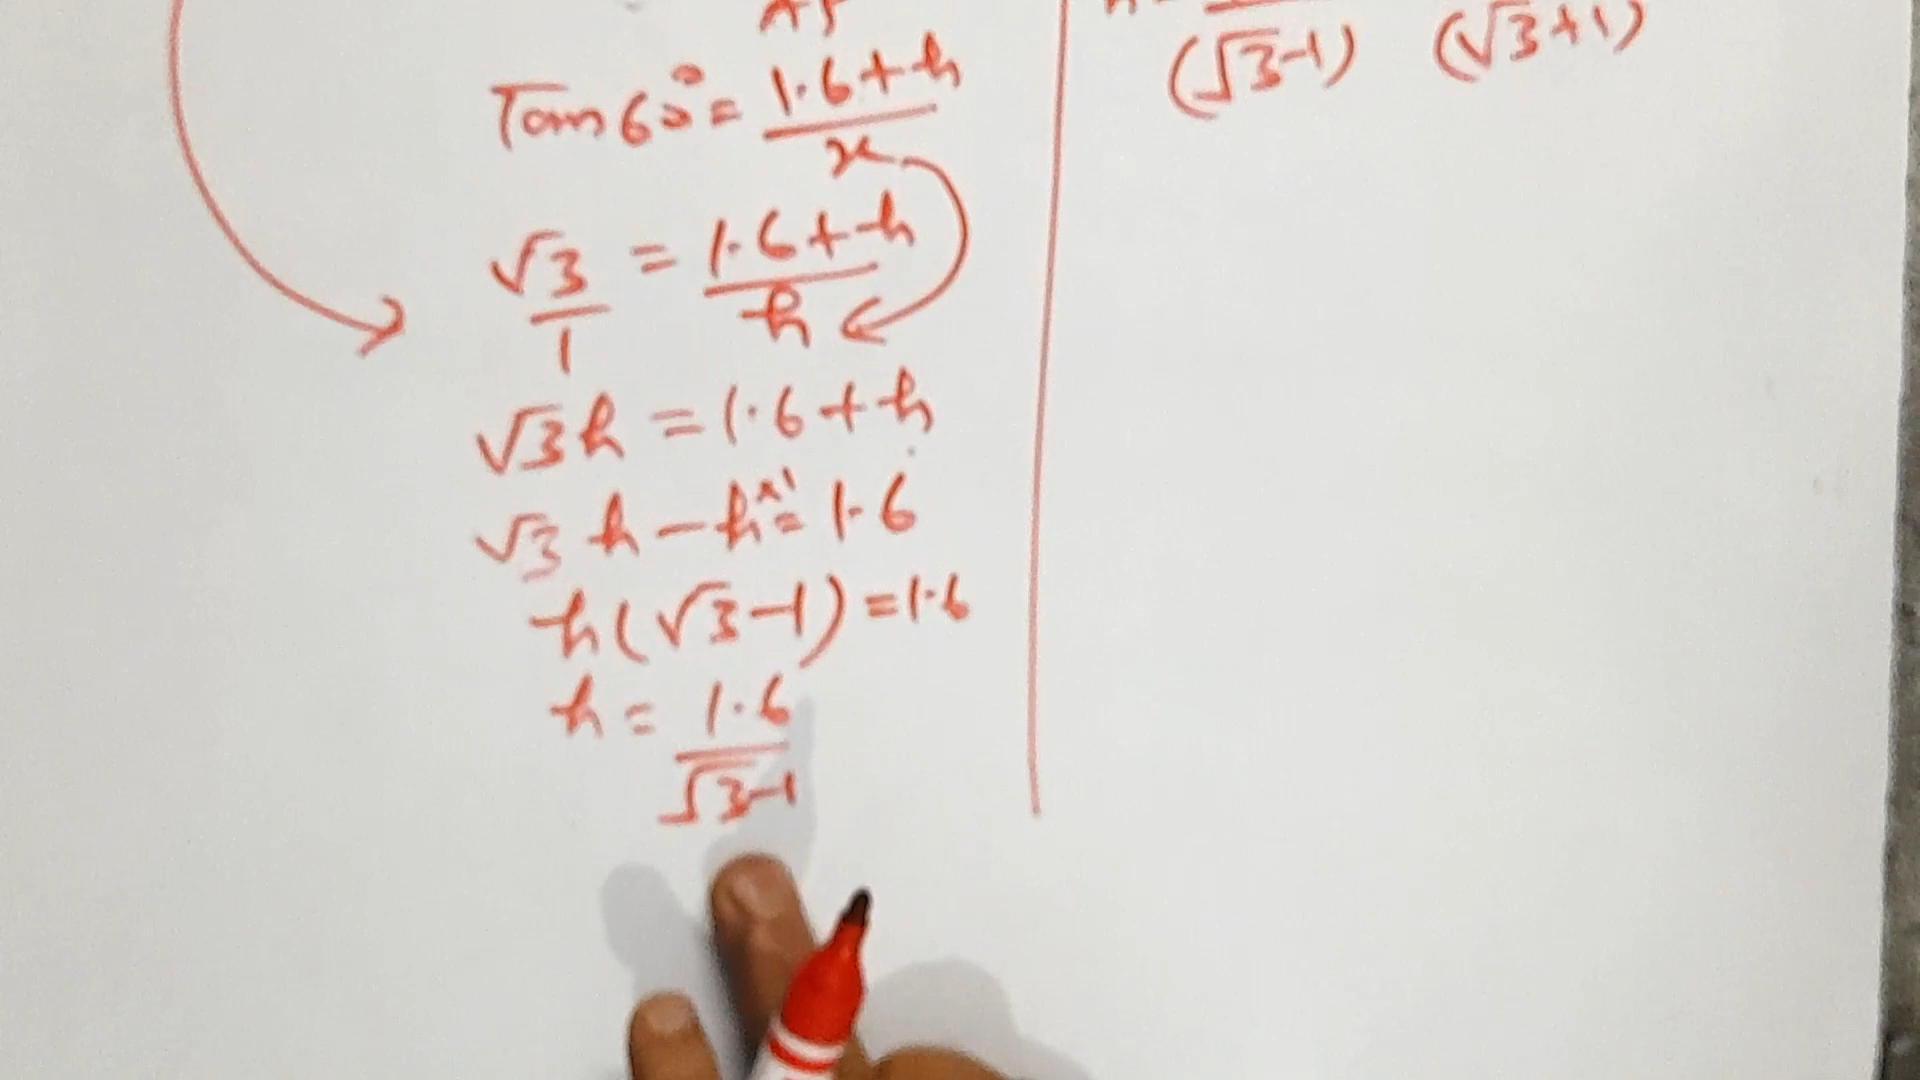 Tan 60° = 1.6+h
x
√3 = 1.6+h
1 h
√3h = 1.6+h
√3 h - h×1 = 1.6
h(√3-1) = 1.6
h = 1.6
√3-1
(√3-1) (√3+1)